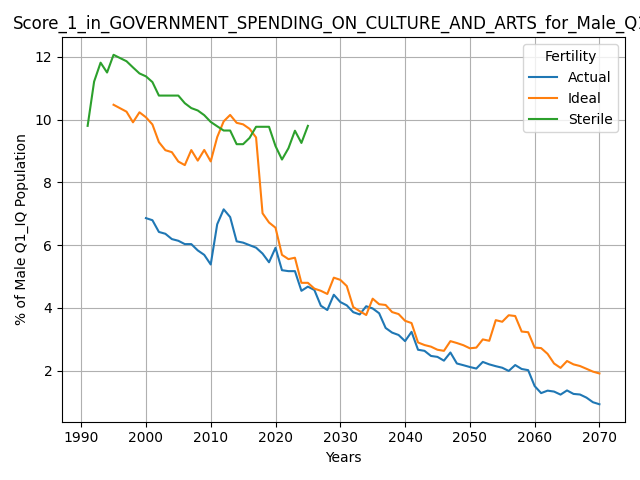 Score_1_in_GOVERNMENT_SPENDING_ON_CULTURE_AND_ARTS_for_Male_Q1
Fertility
Actual
Ideal
Sterile
% of Male Q1_IQ Population
12
10
8
6
4
2
1990 2000 2010 2020 2030 2040 2050 2060 2070
Years